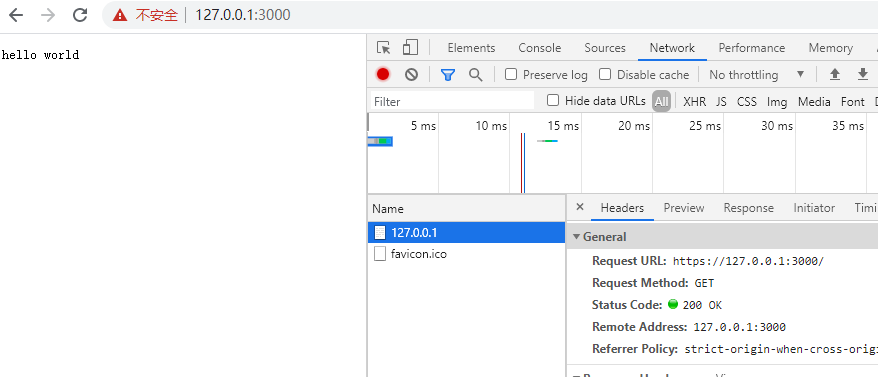 不安全 127.0.0.1:3000
hello world
Elements Console Sources Network Performance Memory
Preserve log Disable cache No throttling
Filter Hide data URLs All XHR JS CSS Img Media Font
5 ms 10 ms 15 ms 20 ms 25 ms 30 ms 35 ms
Name
127.0.0.1
favicon.ico
× Headers Preview Response Initiator Timi
General
Request URL: https://127.0.0.1:3000/
Request Method: GET
Status Code: 200 OK
Remote Address: 127.0.0.1:3000
Referrer Policy: strict-origin-when-cross-origi